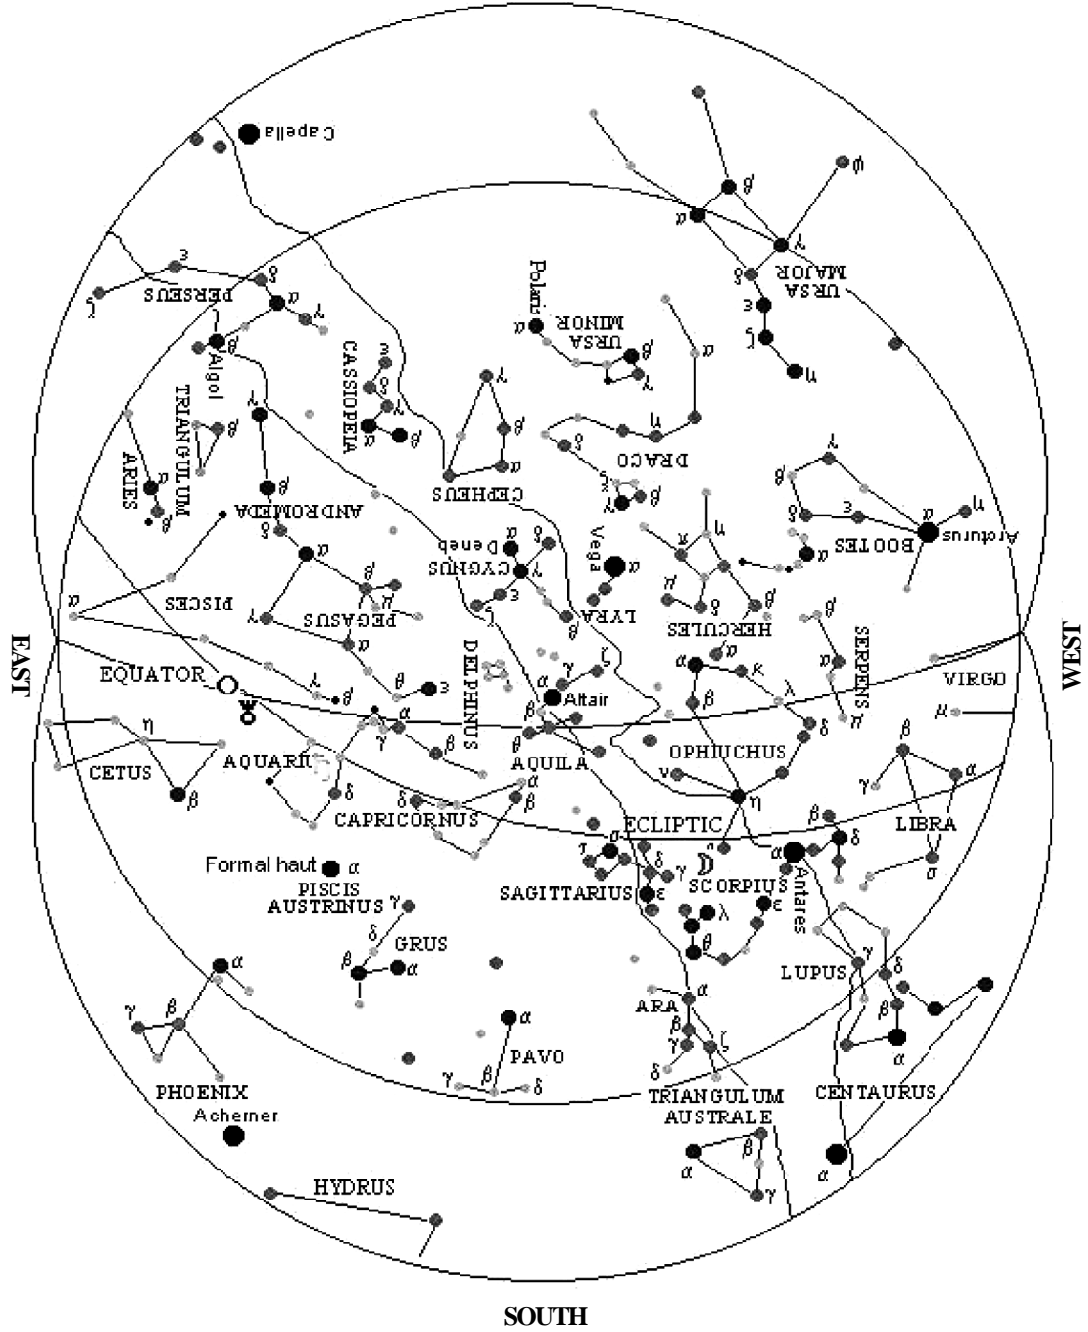 Capella
φ
β
α
γ
δ
URSA
MAJOR
ε
ζ
η
ε
δ
ζ
PERSEUS
α
γ
β
Algol
Polaris
α
URSA
MINOR
β
γ
α
CASSIOPEIA
ε
δ
γ
α
β
γ
β
α
CEPHEUS
η
δ
DRACO
ξ
γ
β
TRIANGULUM
β
ARIES
α
β
γ
β
ANDROMEDA
δ
α
γ
β
δ
ε
α
η
BOOTES
Arcturus
α
Deneb
α
δ
CYGNUS
γ
ε
ζ
β
Vega
α
LYRA
π
η
μ
δ
β
HERCULES
α
β
α
SERPENS
μ
PISCES
α
γ
β
β
μ
γ
PEGASUS
α
θ
ε
EAST
WEST
EQUATOR
DELPHINUS
ζ
γ
α
Altair
β
θ
AQUILA
α
κ
β
λ
δ
OPHIUCHUS
ν
η
VIRGO
μ
η
CETUS
β
AQUARIU
α
γ
β
δ
α
β
δ
CAPRICORNUS
β
γ
α
LIBRA
σ
ECLIPTIC
β
δ
α
Antares
SCORPIUS
ε
λ
θ
σ
τ
δ
γ
SAGITTARIUS
ε
Formal haut
α
PISCIS
AUSTRINUS
γ
δ
GRUS
β
α
LUPUS
γ
δ
β
α
ARA
α
β
γ
ζ
δ
α
γ
β
PHOENIX
α
PAVO
γ
β
δ
TRIANGULUM
AUSTRALE
CENTAURUS
Acherner
β
α
γ
α
HYDRUS
SOUTH